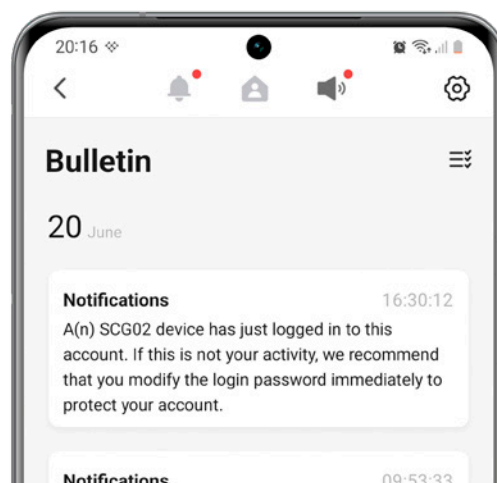 20:16
Bulletin
20 June
Notifications 16:30:12
A(n) SCG02 device has just logged in to this
account. If this is not your activity, we recommend
that you modify the login password immediately to
protect your account.
Notifications 09:53:33